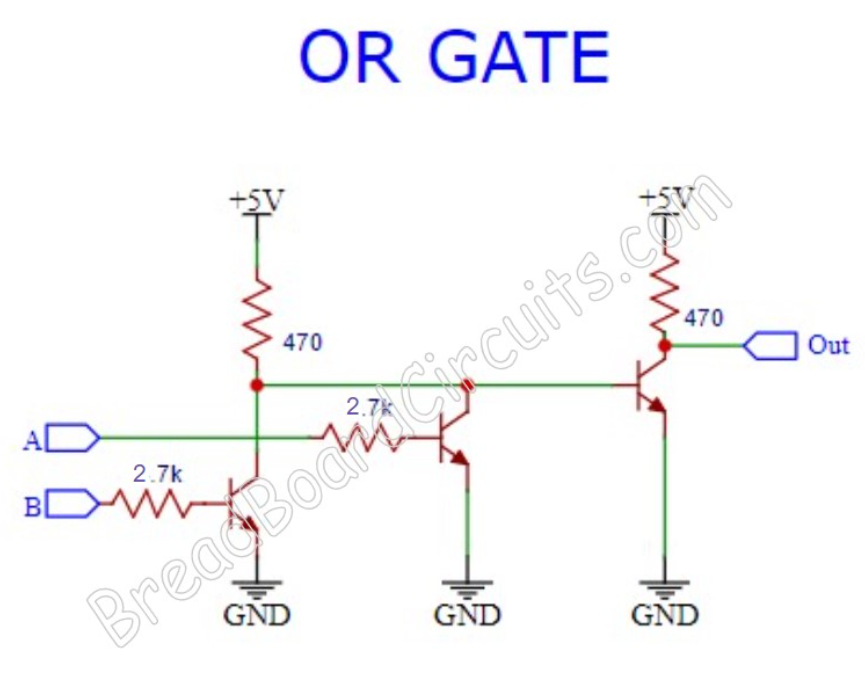 OR GATE
+5V
+5V
470
470
Out
2.7k
A
2.7k
B
GND
GND
GND
BreadBoardCircuits.com